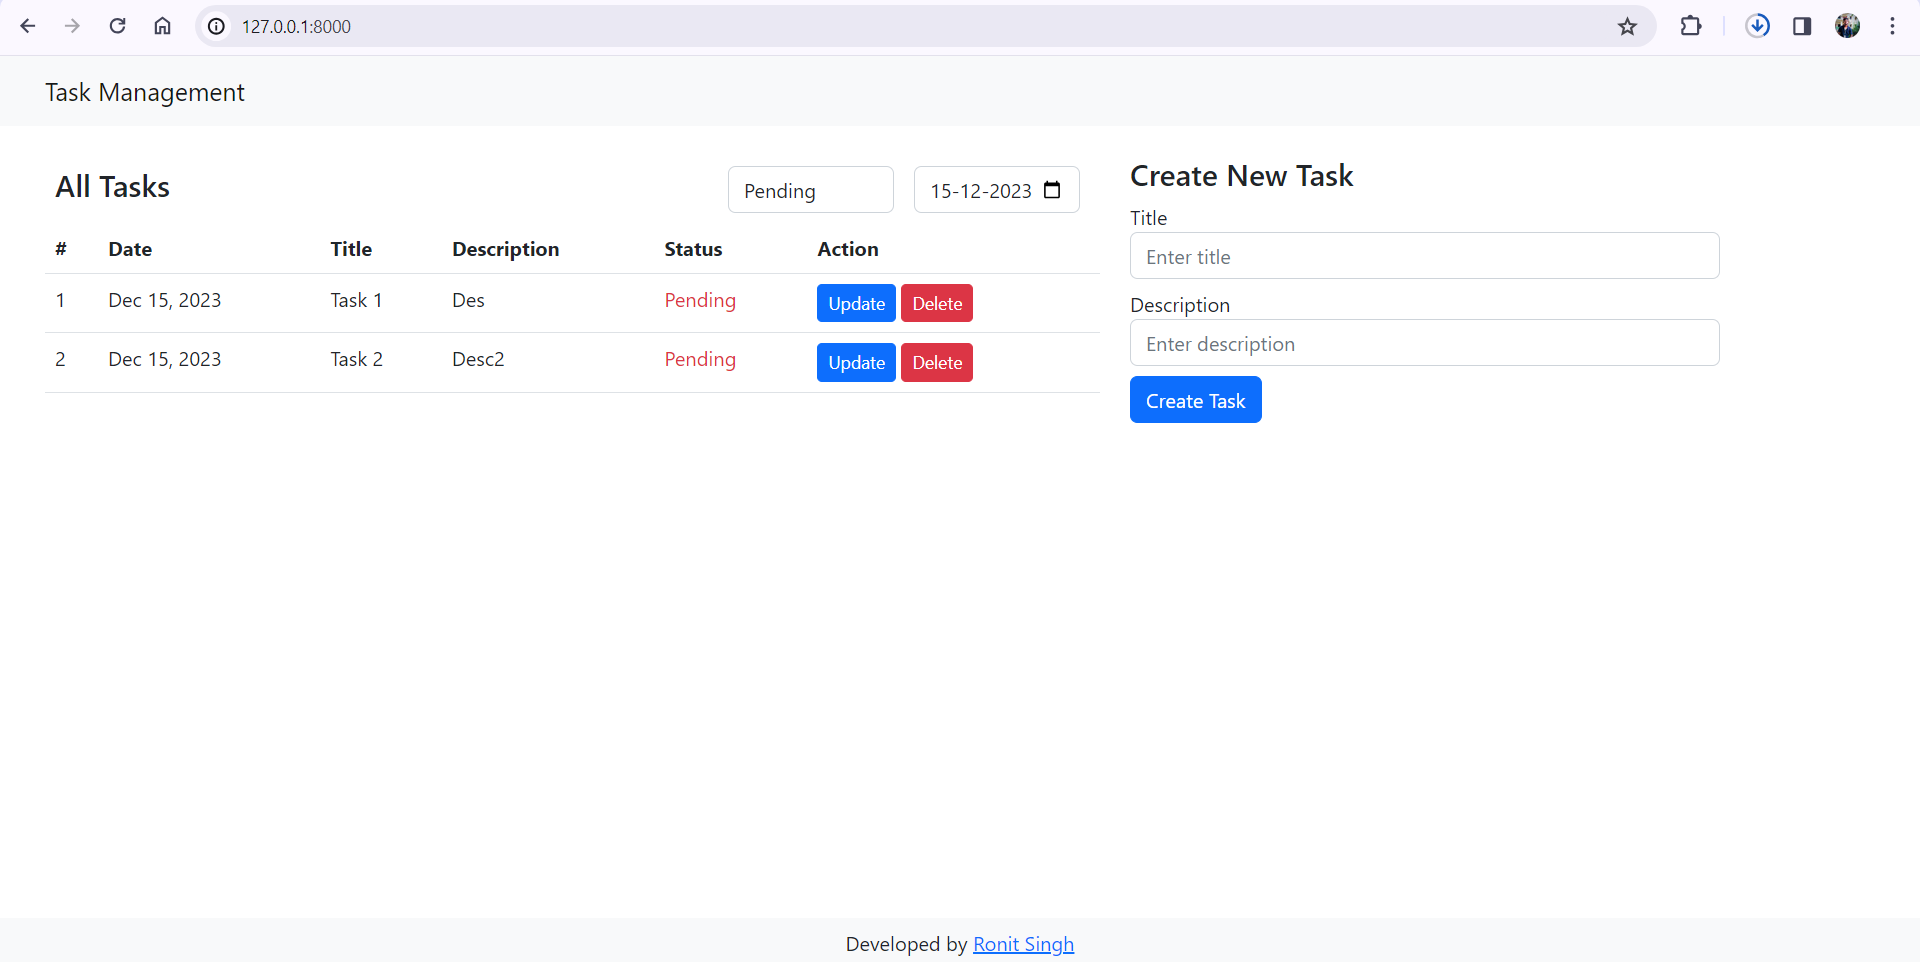 127.0.0.1:8000
Task Management
All Tasks
Pending
15-12-2023
# Date Title Description Status Action
1 Dec 15, 2023 Task 1 Des Pending Update Delete
2 Dec 15, 2023 Task 2 Desc2 Pending Update Delete
Create New Task
Title
Enter title
Description
Enter description
Create Task
Developed by Ronit Singh